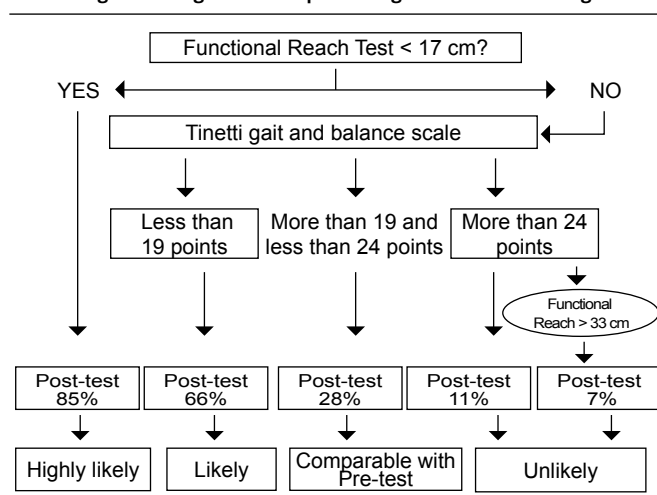 Functional Reach Test < 17 cm?
YES
NO
Tinetti gait and balance scale
Less than
19 points
More than 19 and
less than 24 points
More than 24
points
Functional
Reach > 33 cm
Post-test
85%
Post-test
66%
Post-test
28%
Post-test
11%
Post-test
7%
Highly likely
Likely
Comparable with
Pre-test
Unlikely